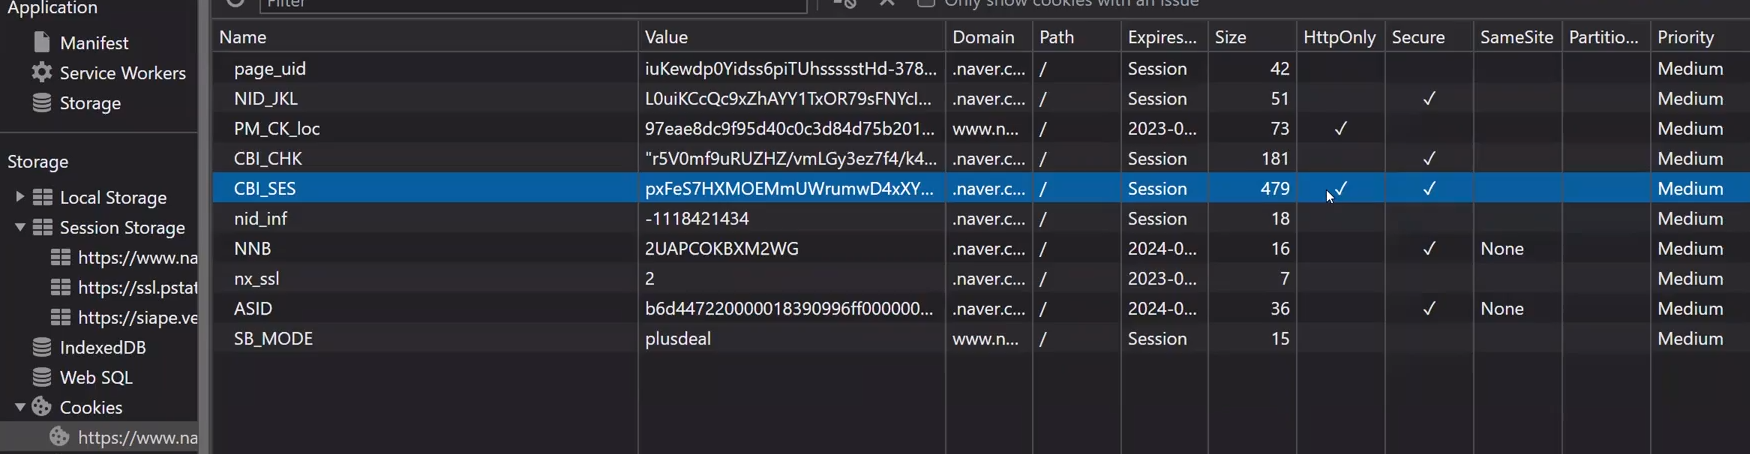 Application
Filter
Only show cookies with an issue
Manifest
Service Workers
Storage
Storage
Local Storage
Session Storage
https://www.na
https://ssl.pstat
https://siape.ve
IndexedDB
Web SQL
Cookies
https://www.na
Name Value Domain Path Expires... Size HttpOnly Secure SameSite Partitio... Priority
page_uid iuKewdp0Yidss6piTUhssssstHd-378... .naver.c... / Session 42 Medium
NID_JKL L0uiKCcQc9xZhAYY1TxOR79sFNYcl... .naver.c... / Session 51 ✓ Medium
PM_CK_loc 97eae8dc9f95d40c0c3d84d75b201... www.n... / 2023-0... 73 ✓ Medium
CBI_CHK "r5V0mf9uRUZHZ/vmLGy3ez7f4/k4... .naver.c... / Session 181 ✓ Medium
CBI_SES pxFeS7HXMOEMmUWrumwD4xXY... .naver.c... / Session 479 ✓ ✓ Medium
nid_inf -1118421434 .naver.c... / Session 18 Medium
NNB 2UAPCOKBXM2WG .naver.c... / 2024-0... 16 ✓ None Medium
nx_ssl 2 .naver.c... / 2023-0... 7 Medium
ASID b6d447220000018390996ff000000... .naver.c... / 2024-0... 36 ✓ None Medium
SB_MODE plusdeal www.n... / Session 15 Medium